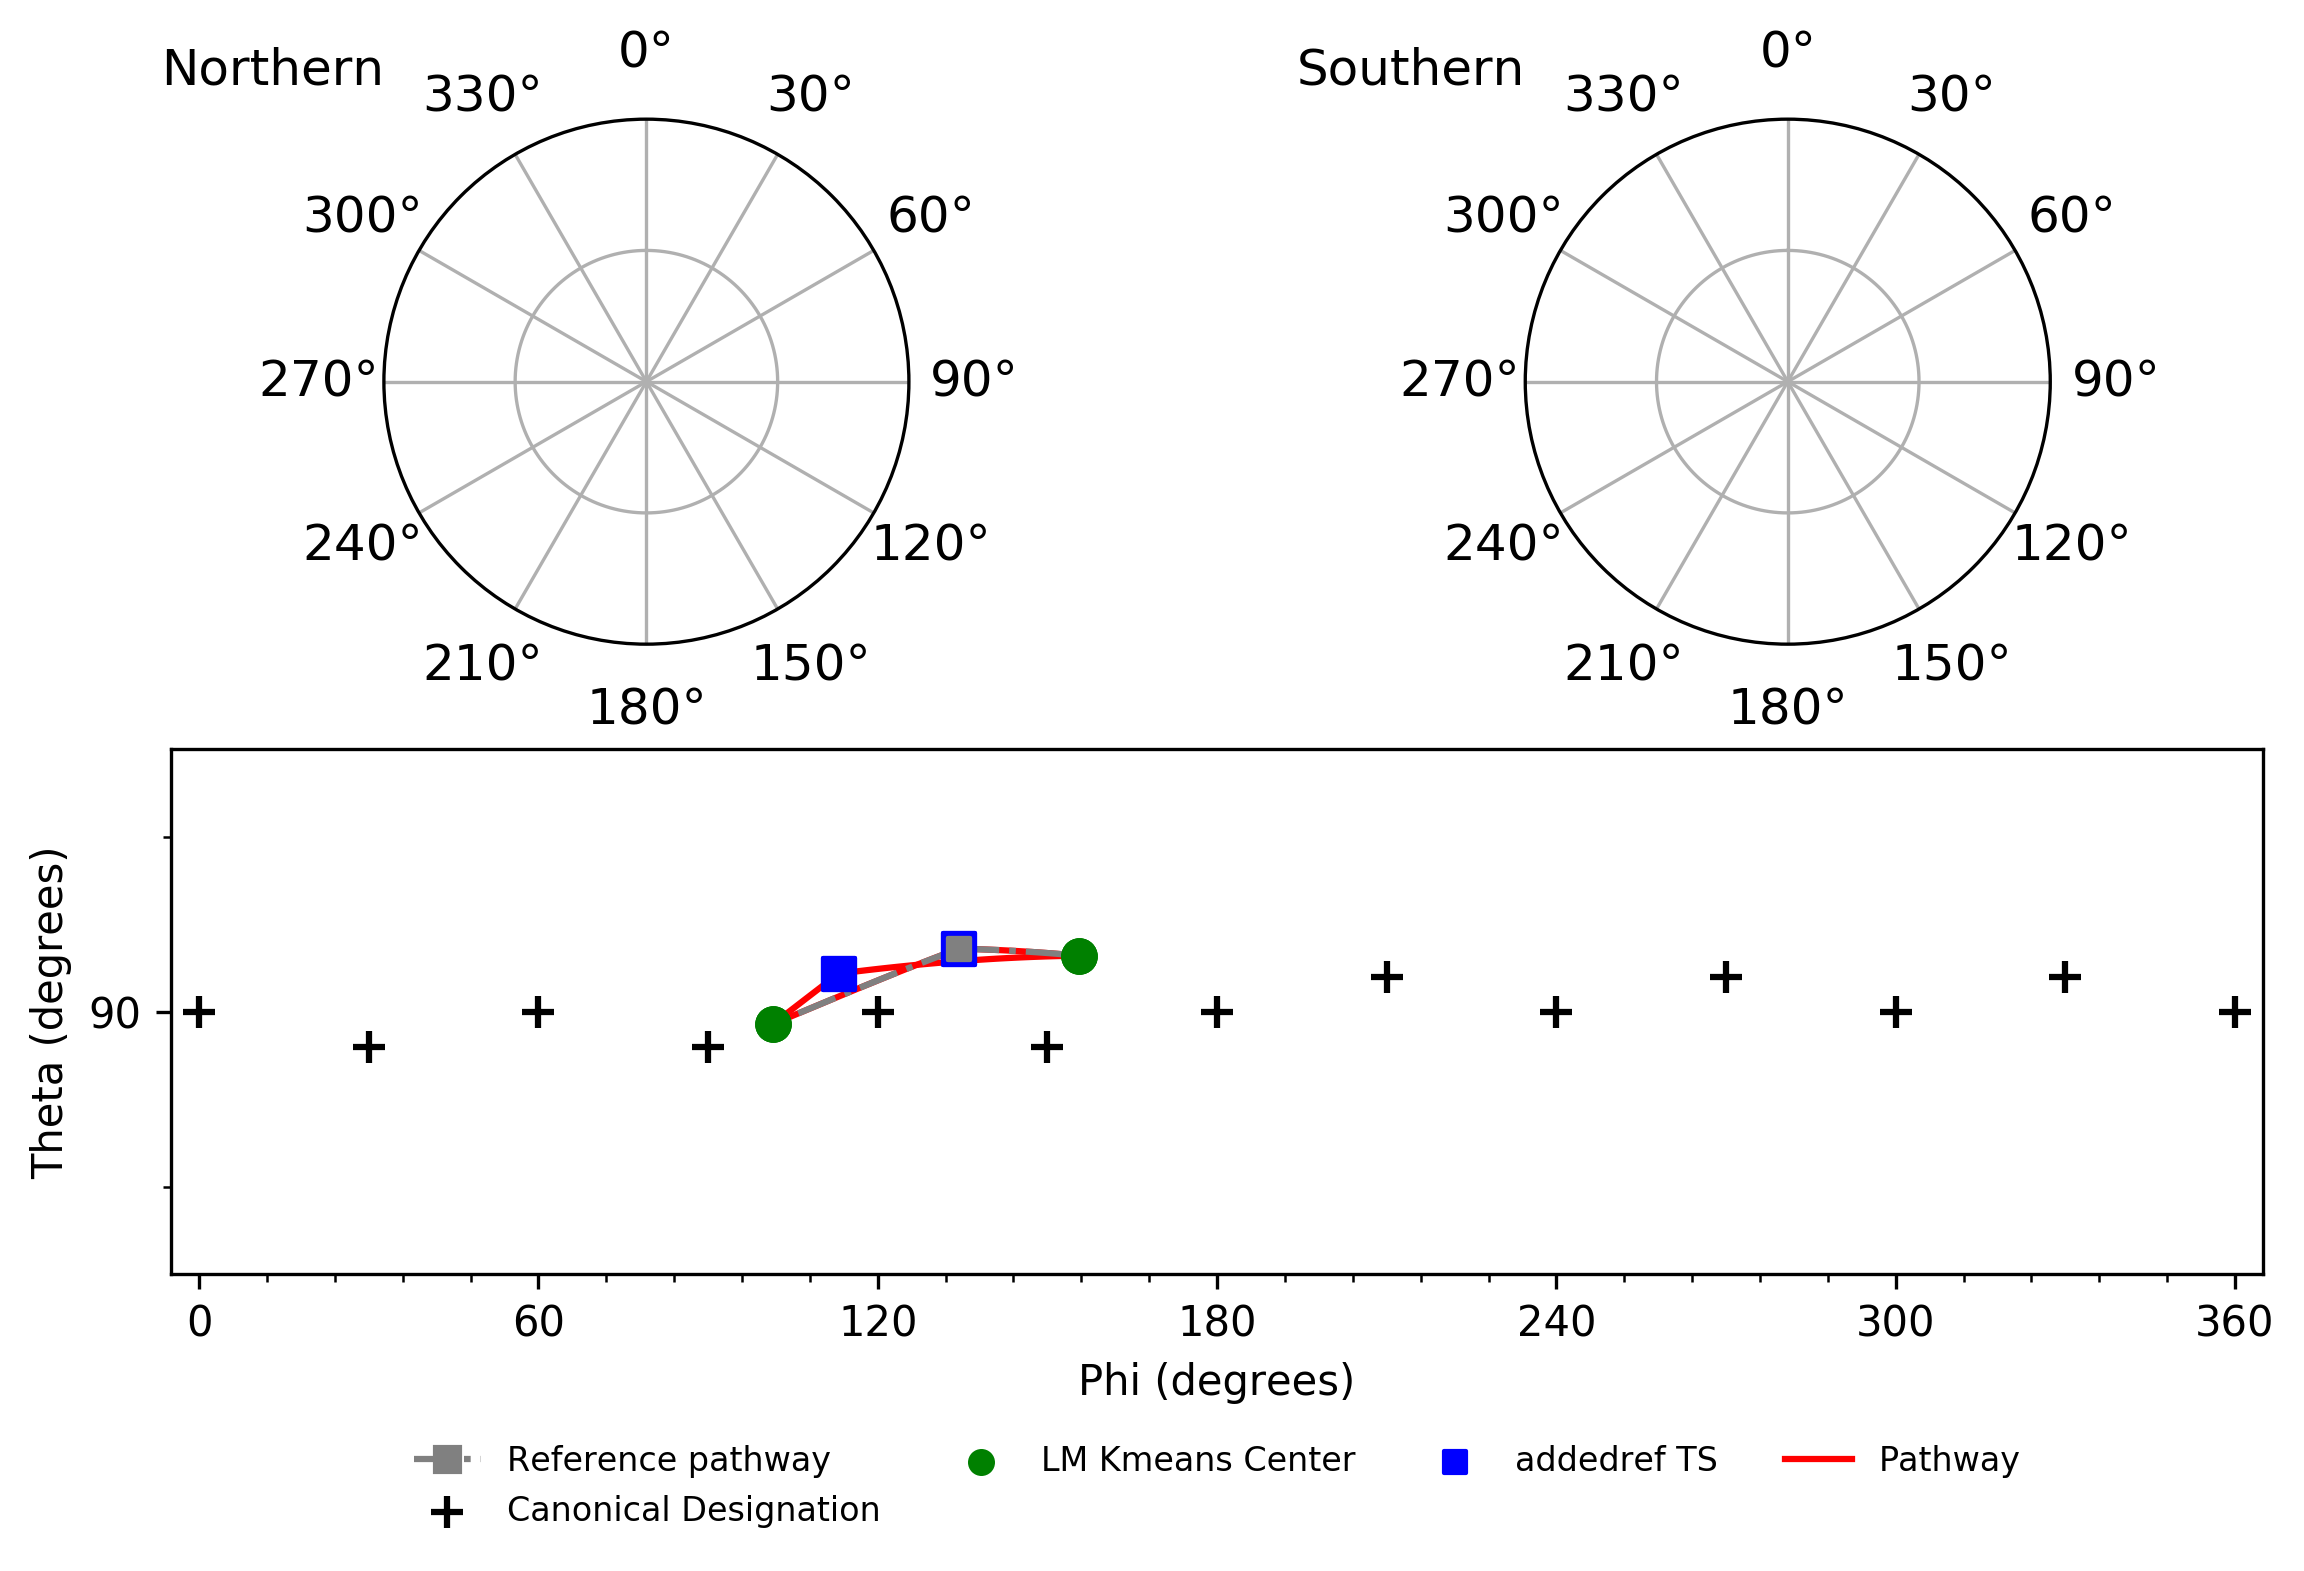 Northern
0°
330°
30°
300°
60°
270°
90°
240°
120°
210°
150°
180°
Southern
0°
330°
30°
300°
60°
270°
90°
240°
120°
210°
150°
180°
Theta (degrees)
90
0 60 120 180 240 300 360
Phi (degrees)
Reference pathway
Canonical Designation
LM Kmeans Center
addedref TS
Pathway